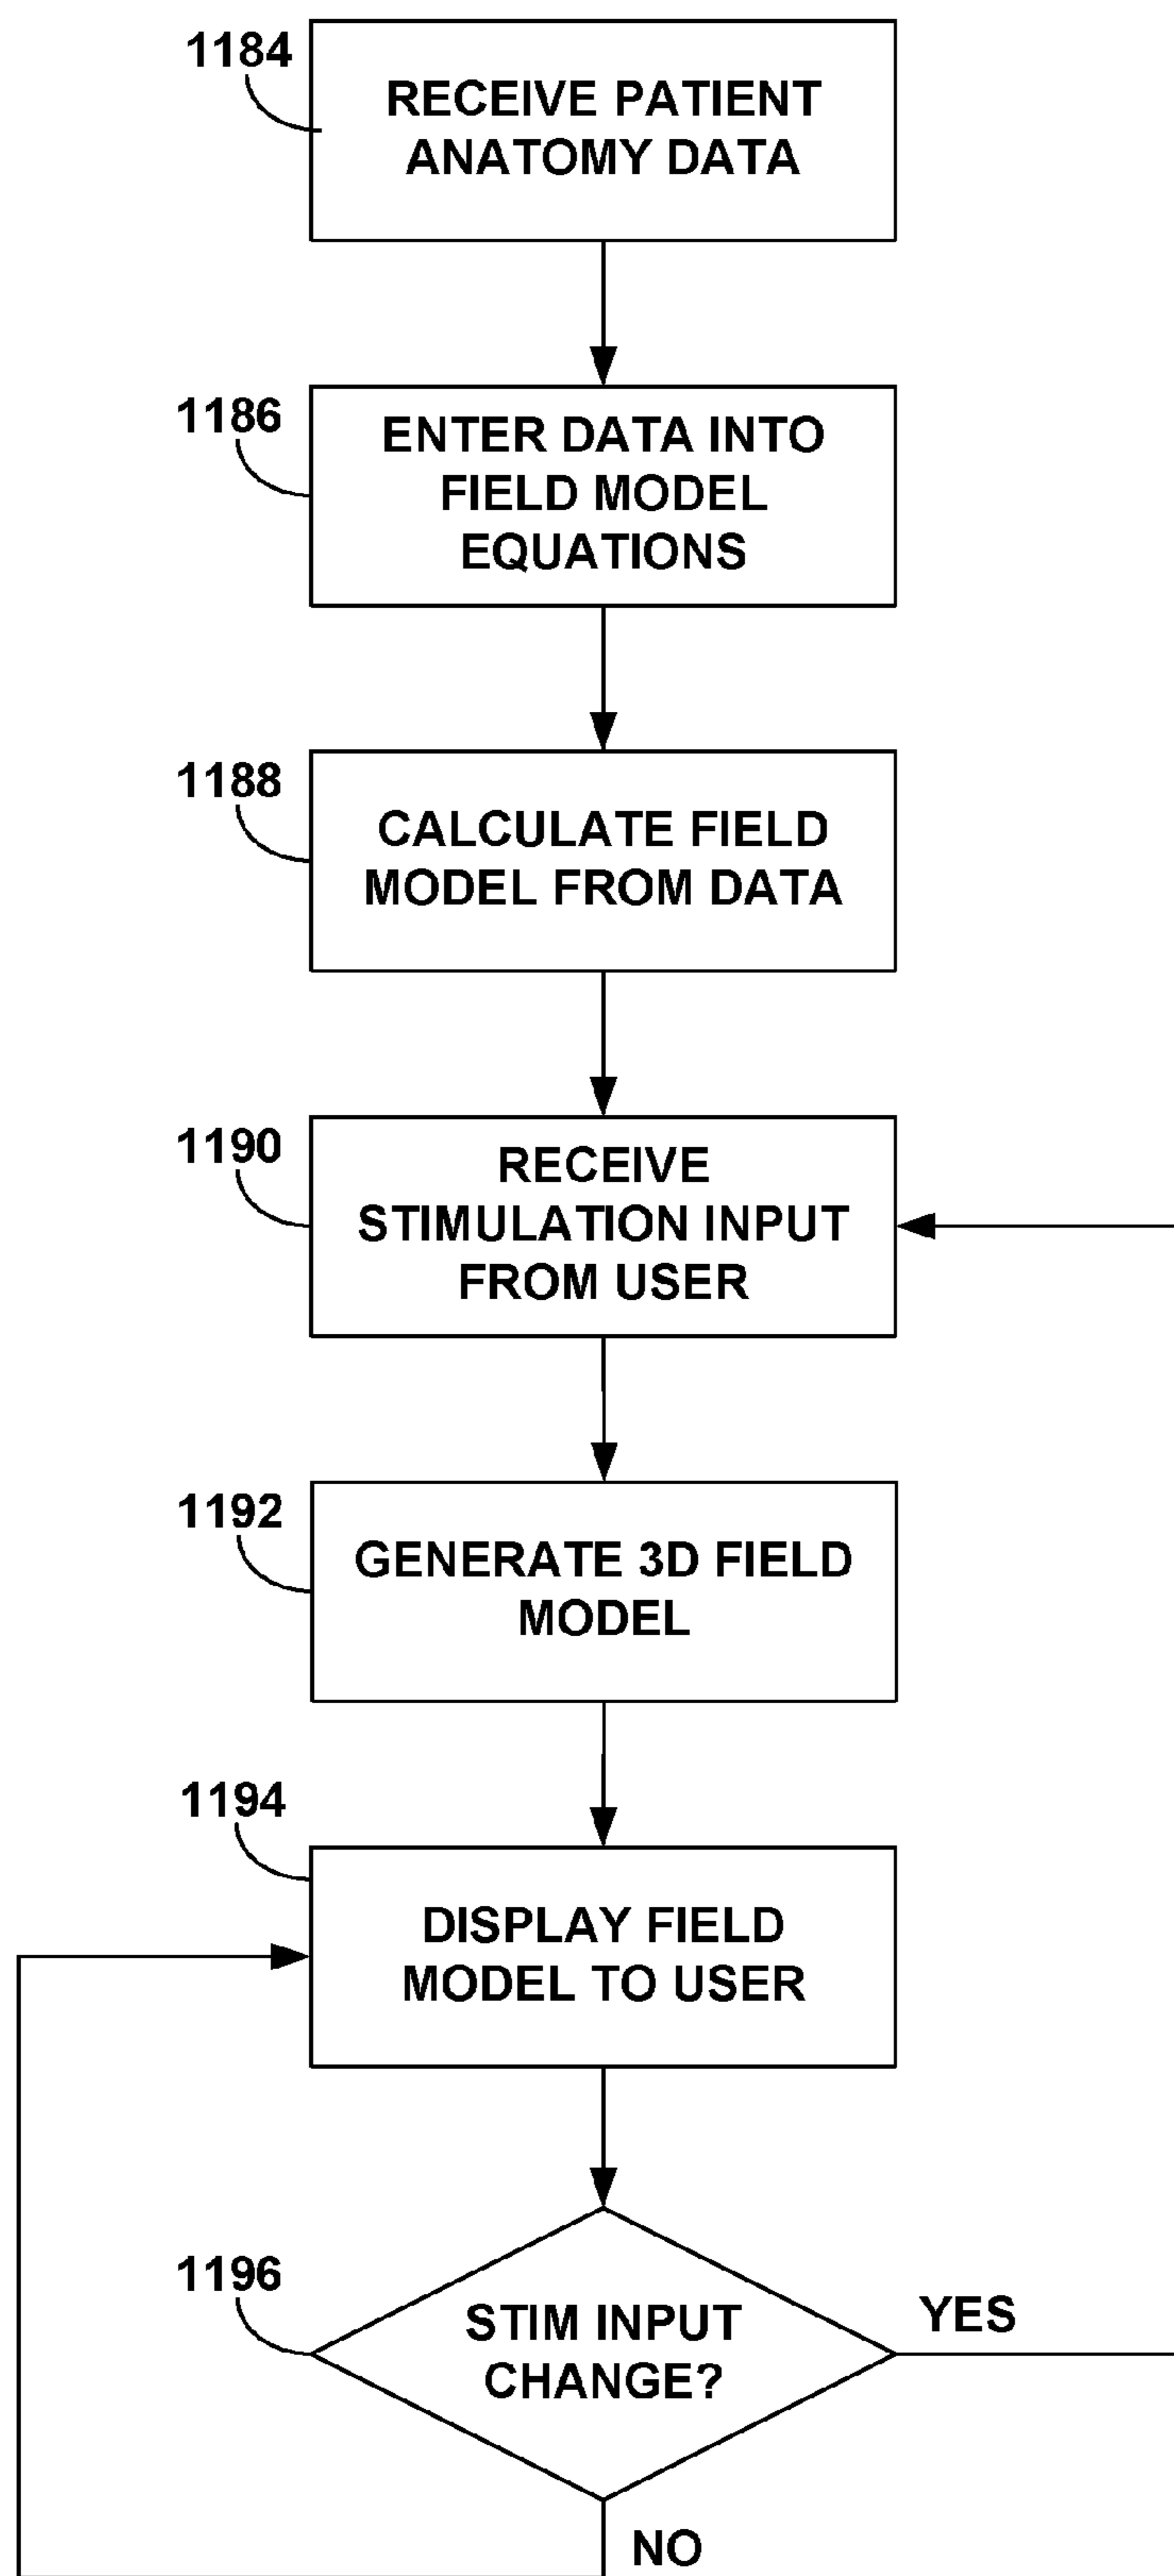 1184
RECEIVE PATIENT
ANATOMY DATA
1186
ENTER DATA INTO
FIELD MODEL
EQUATIONS
1188
CALCULATE FIELD
MODEL FROM DATA
1190
RECEIVE
STIMULATION INPUT
FROM USER
1192
GENERATE 3D FIELD
MODEL
1194
DISPLAY FIELD
MODEL TO USER
1196
STIM INPUT
CHANGE?
YES
NO